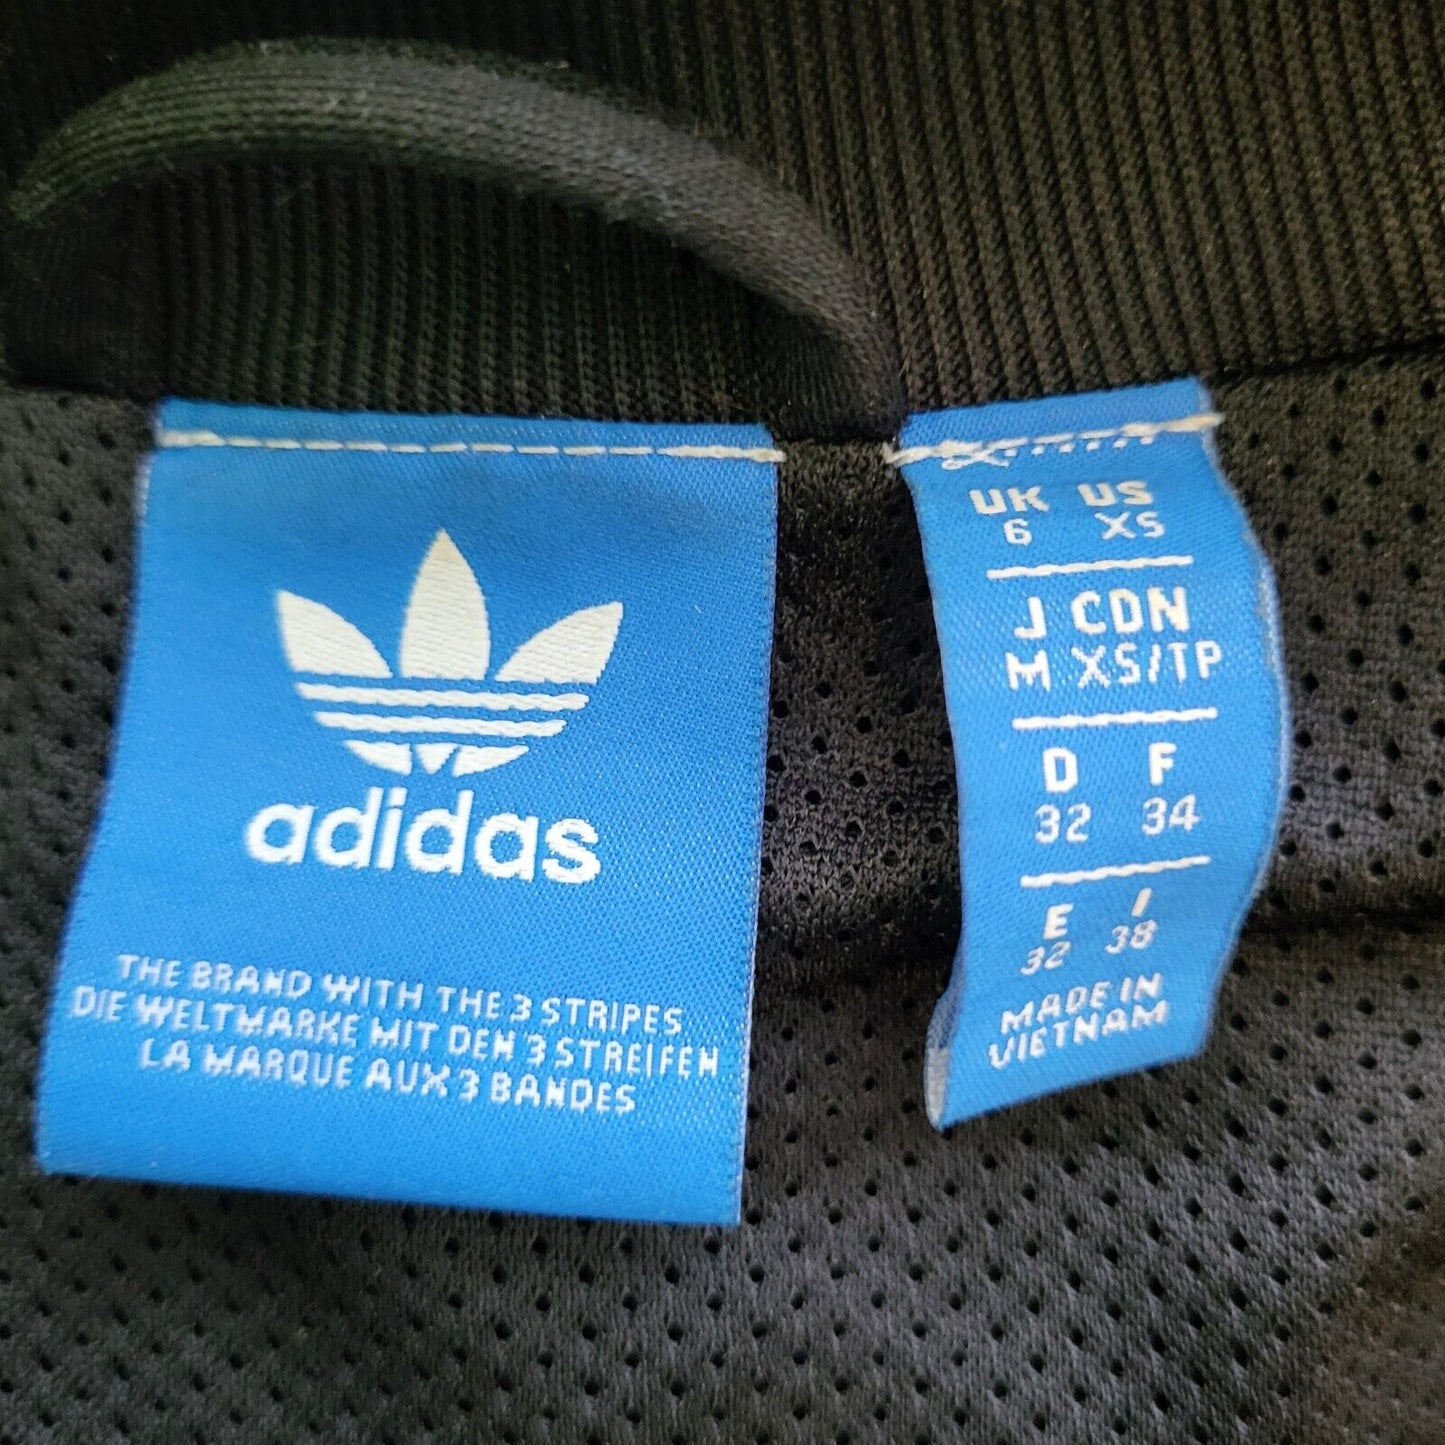 adidas
THE BRAND WITH THE 3 STRIPES
DIE WELTMARKE MIT DEN 3 STREIFEN
LA MARQUE AUX 3 BANDES
UK US
6 XS
J CDN
M XS/TP
D F
32 34
E I
32 38
MADE IN
VIETNAM